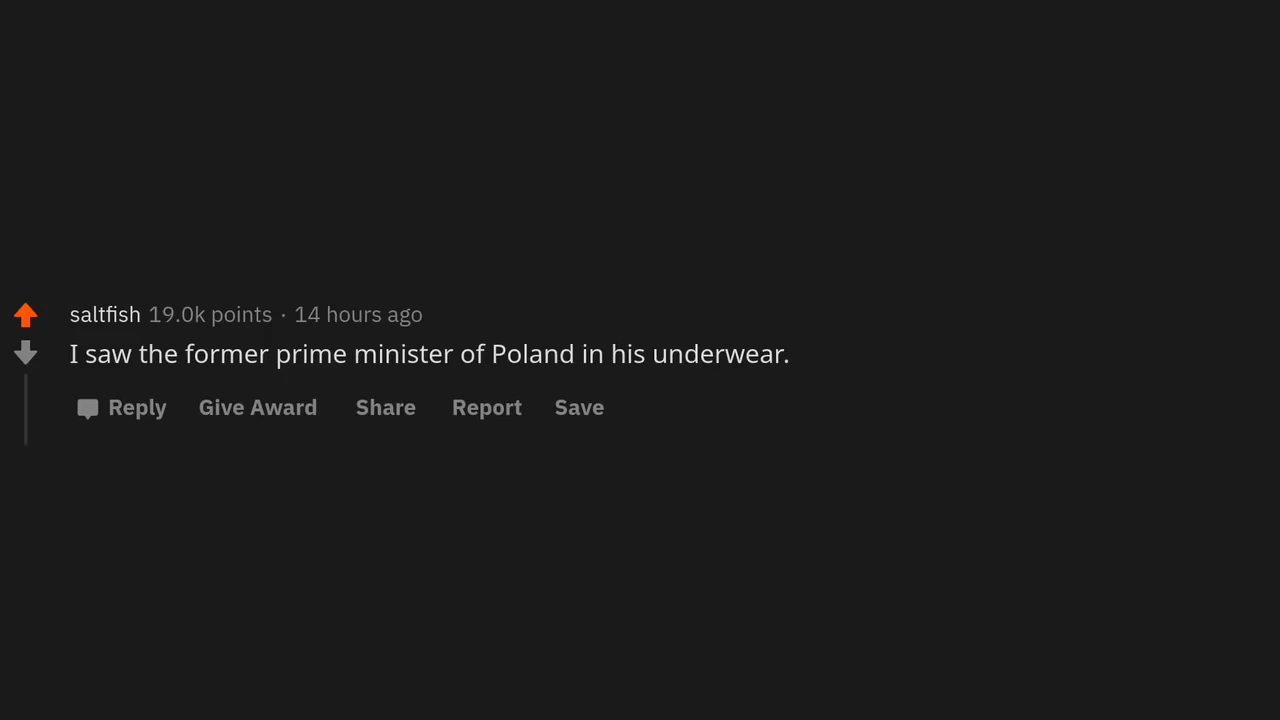 saltfish 19.0k points · 14 hours ago
I saw the former prime minister of Poland in his underwear.
Reply Give Award Share Report Save